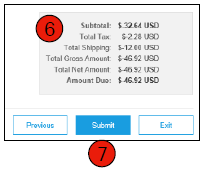 6
Subtotal: $ 32.64 USD
Total Tax: $ 2.28 USD
Total Shipping: $ 12.00 USD
Total Gross Amount: $ 46.92 USD
Total Net Amount: $ 46.92 USD
Amount Due: $ 46.92 USD
Previous Submit Exit
7